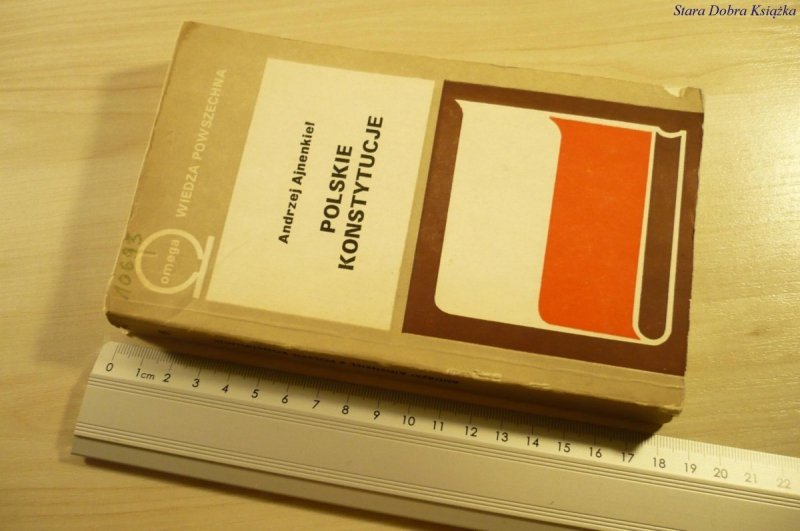 Stara Dobra Książka
WIEDZA POWSZECHNA
omega
110693
Andrzej Ajnenkiel
POLSKIE
KONSTYTUCJE
0 1cm 2 3 4 5 6 7 8 9 10 11 12 13 14 15 16 17 18 19 20 21 22